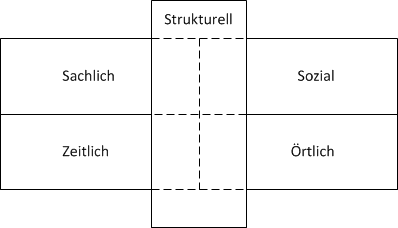 Strukturell
Sachlich
Sozial
Zeitlich
Örtlich